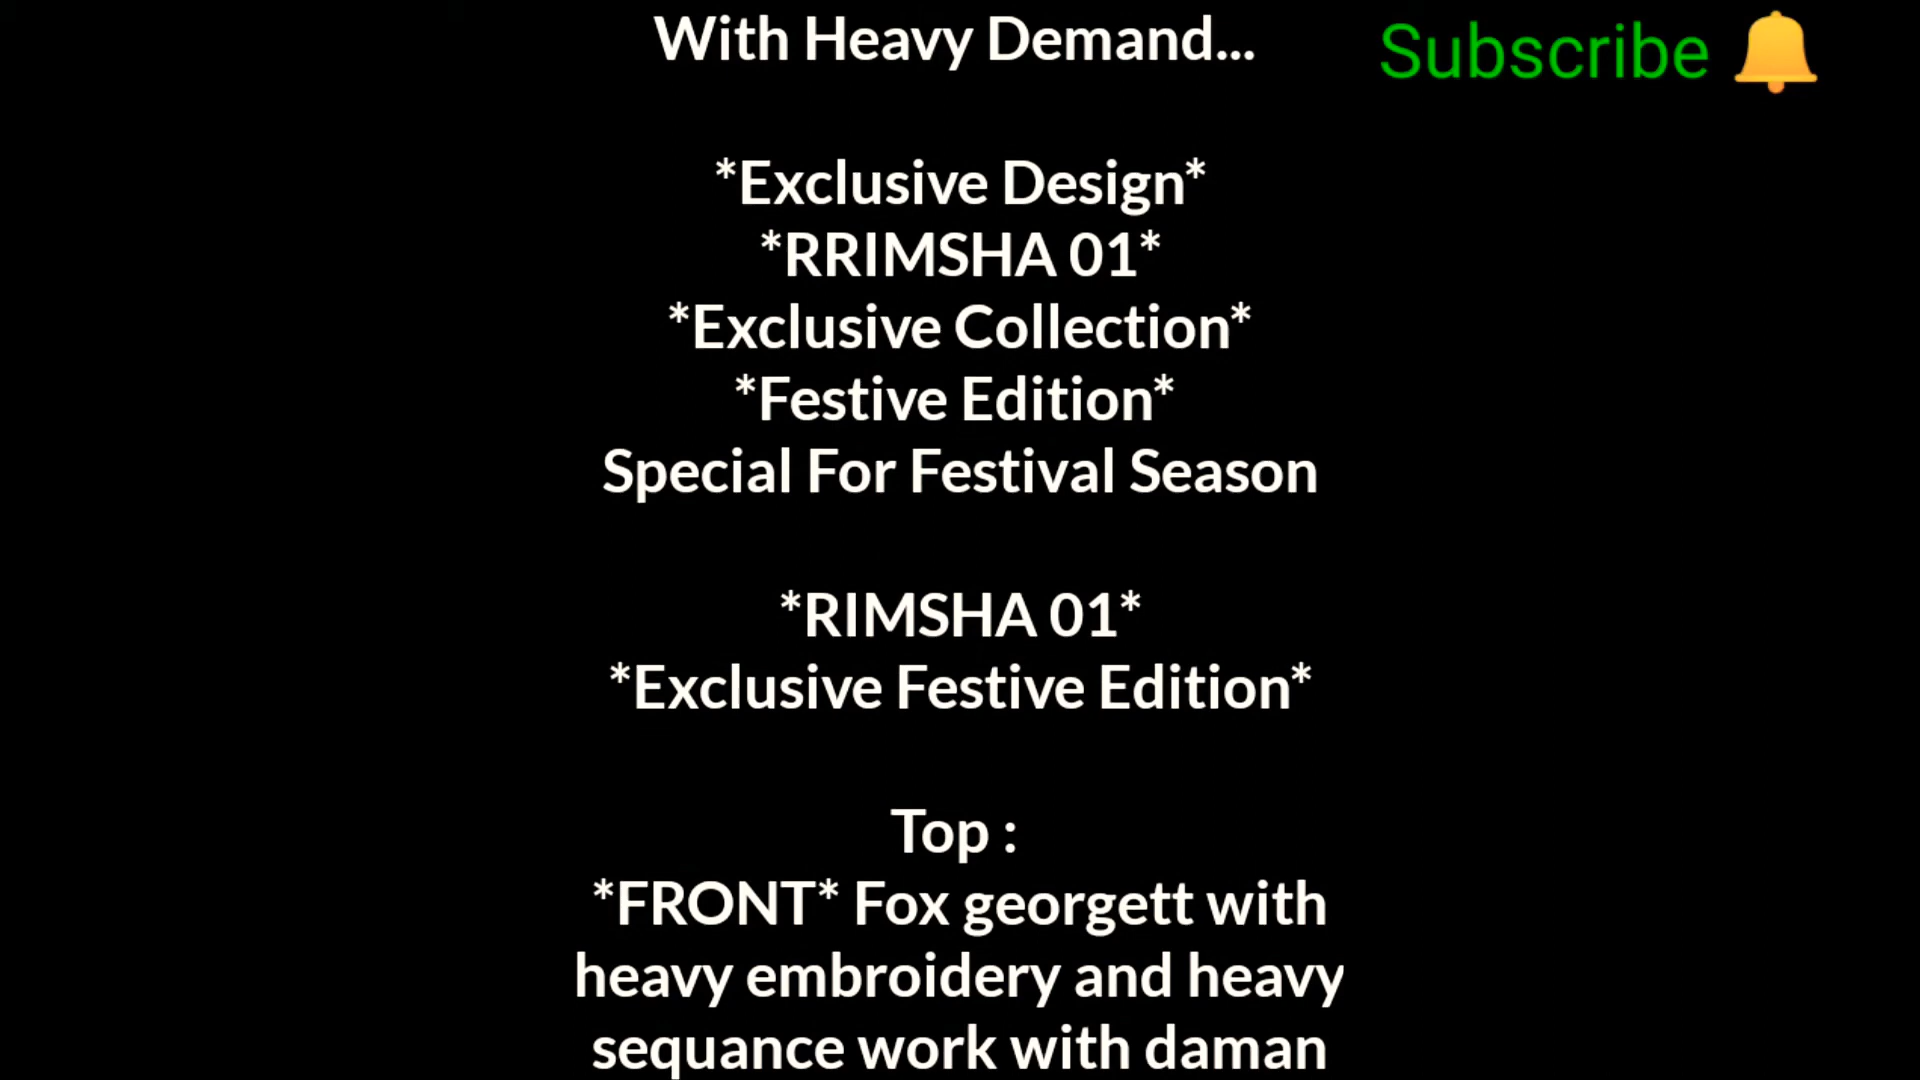 With Heavy Demand...
Subscribe
*Exclusive Design*
*RRIMSHA 01*
*Exclusive Collection*
*Festive Edition*
Special For Festival Season
*RIMSHA 01*
*Exclusive Festive Edition*
Top :
*FRONT* Fox georgett with
heavy embroidery and heavy
sequance work with daman